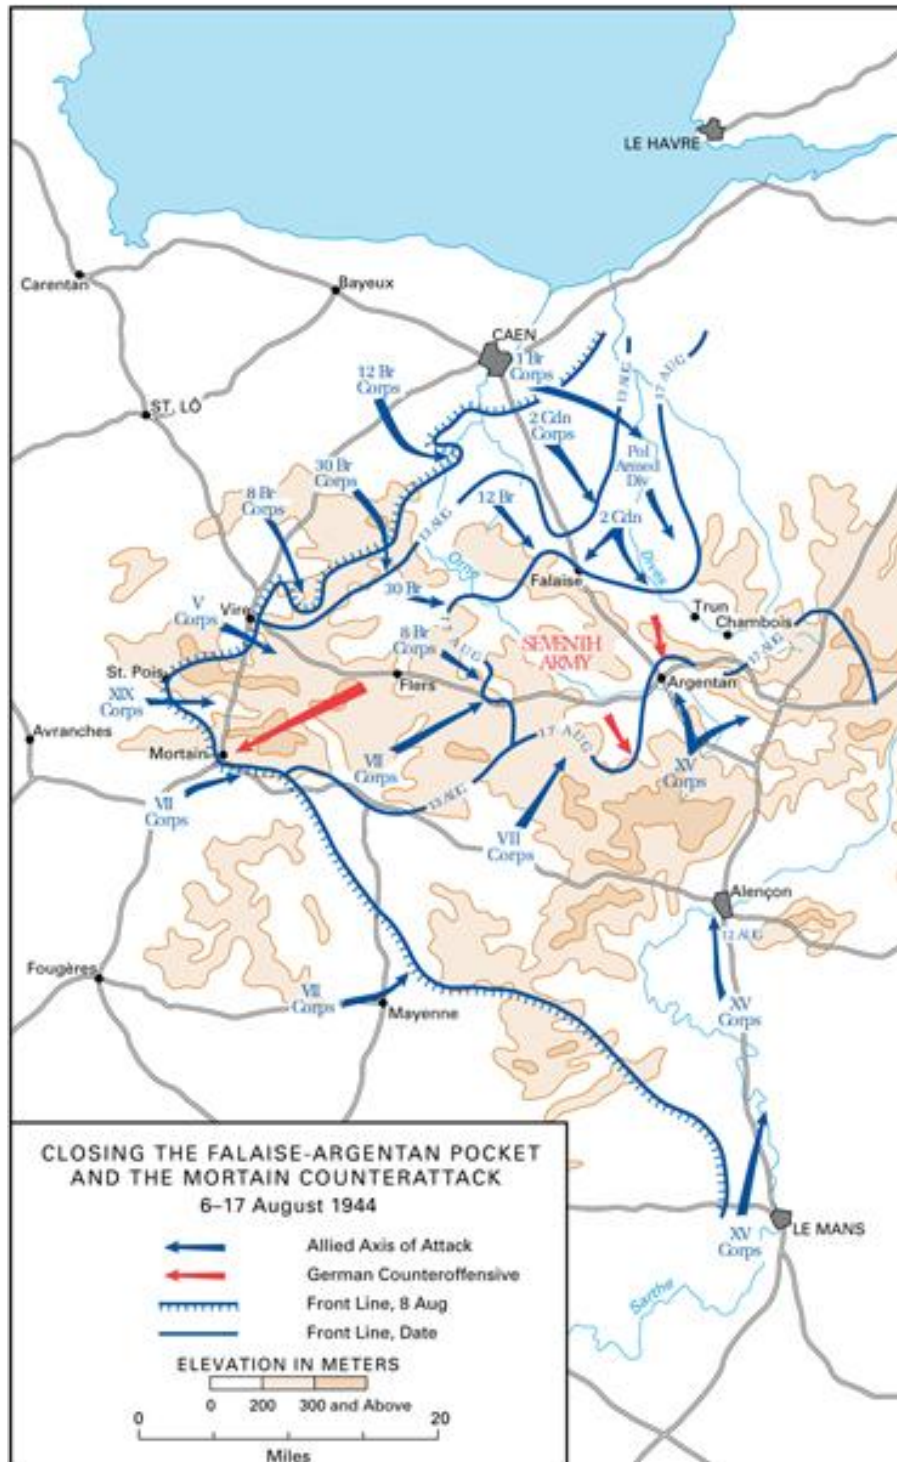 LE HAVRE
Carentan
Bayeux
CAEN
1 Br
Corps
12 Br
Corps
ST. LÔ
2 Cdn
Corps
13 AUG
17 AUG
Pol
Armed
Div
30 Br
Corps
8 Br
Corps
12 Br
2 Cdn
13 AUG
Orne
Dives
Falaise
30 Br
Trun
Chambois
Vire
V
Corps
17 AUG
8 Br
Corps
SEVENTH
ARMY
17 AUG
St. Pois
Flers
Argentan
XIX
Corps
Avranches
Mortain
17 AUG
VII
Corps
XV
Corps
13 AUG
VII
Corps
VII
Corps
Alençon
12 AUG
Fougères
VII
Corps
Mayenne
XV
Corps
LE MANS
XV
Corps
Sarthe
CLOSING THE FALAISE-ARGENTAN POCKET
AND THE MORTAIN COUNTERATTACK
6–17 August 1944
Allied Axis of Attack
German Counteroffensive
Front Line, 8 Aug
Front Line, Date
ELEVATION IN METERS
0 200 300 and Above
0 20
Miles